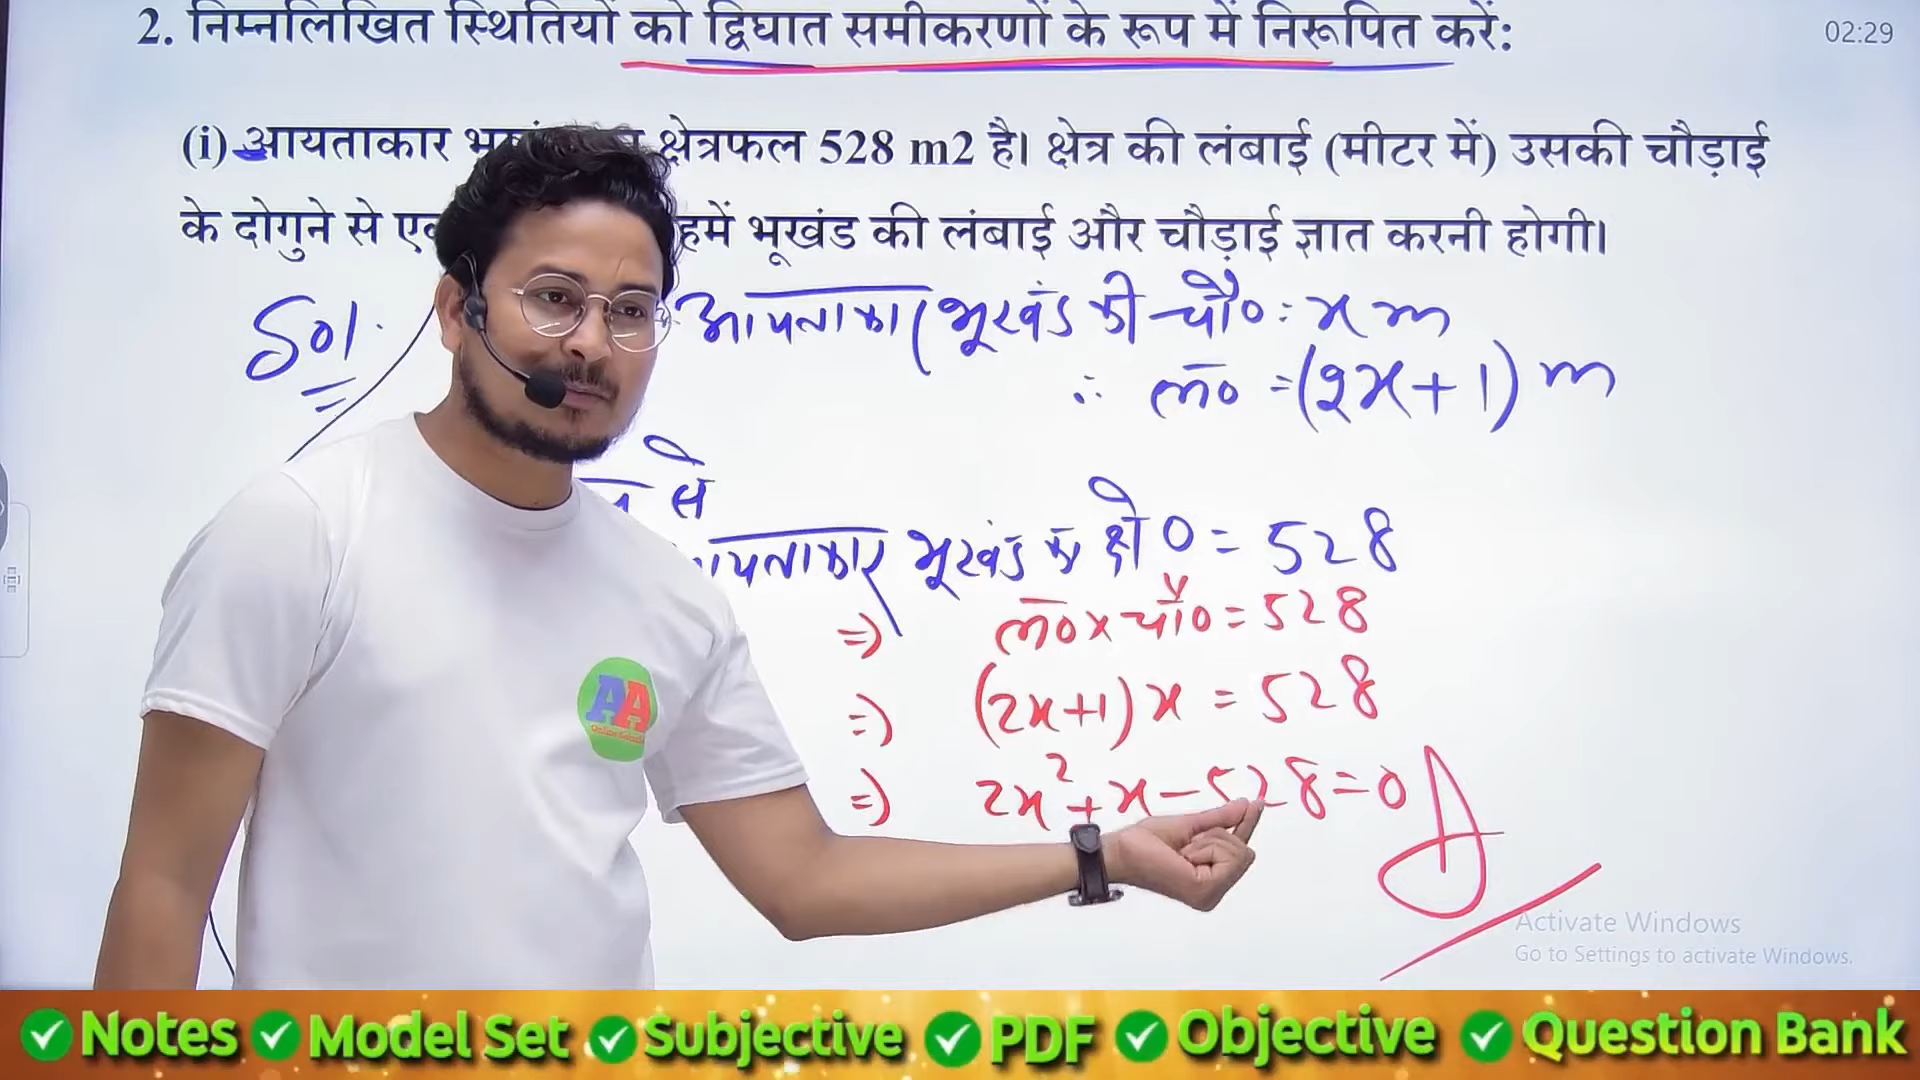 2. निम्नलिखित स्थितियों को द्विघात समीकरणों के रूप में निरूपित करें:
02:29
(i) आयताकार क्षेत्रफल 528 m2 है। क्षेत्र की लंबाई (मीटर में) उसकी चौड़ाई
के दोगुने से हमें भूखंड की लंबाई और चौड़ाई ज्ञात करनी होगी।
Sol. आयताकार भूखंड की चौ० = x m
∴ ल० = (2x+1) m
से
आयताकार भूखंड का क्षे० = 528
=) ल० x चौ० = 528
=) (2x+1) x = 528
=) 2x²+x-528=0 A
AA
Activate Windows
Go to Settings to activate Windows.
Notes Model Set Subjective PDF Objective Question Bank